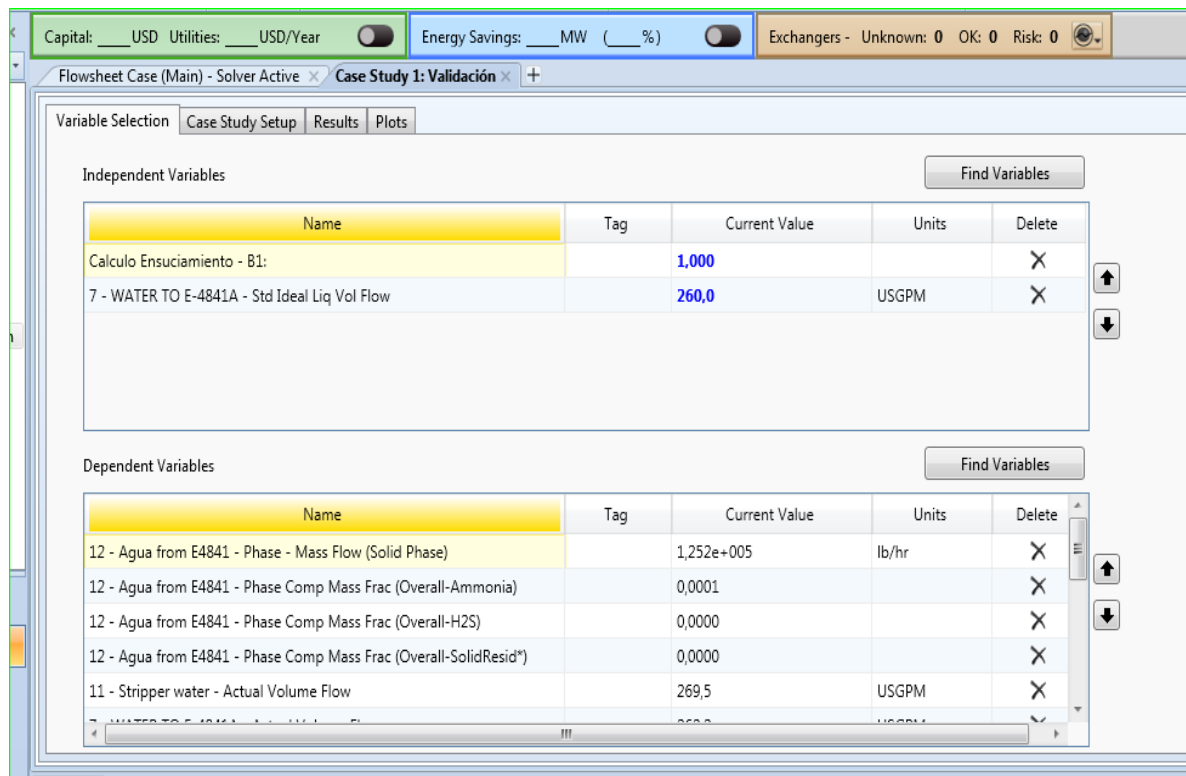 Capital: ____USD Utilities: ____USD/Year Energy Savings: ____MW (____%) Exchangers - Unknown: 0 OK: 0 Risk: 0
Flowsheet Case (Main) - Solver Active Case Study 1: Validación
Variable Selection Case Study Setup Results Plots
Independent Variables Find Variables
Name Tag Current Value Units Delete
Calculo Ensuciamiento - B1: 1,000
7 - WATER TO E-4841A - Std Ideal Liq Vol Flow 260,0 USGPM
Dependent Variables Find Variables
Name Tag Current Value Units Delete
12 - Agua from E4841 - Phase - Mass Flow (Solid Phase) 1,252e+005 lb/hr
12 - Agua from E4841 - Phase Comp Mass Frac (Overall-Ammonia) 0,0001
12 - Agua from E4841 - Phase Comp Mass Frac (Overall-H2S) 0,0000
12 - Agua from E4841 - Phase Comp Mass Frac (Overall-SolidResid*) 0,0000
11 - Stripper water - Actual Volume Flow 269,5 USGPM